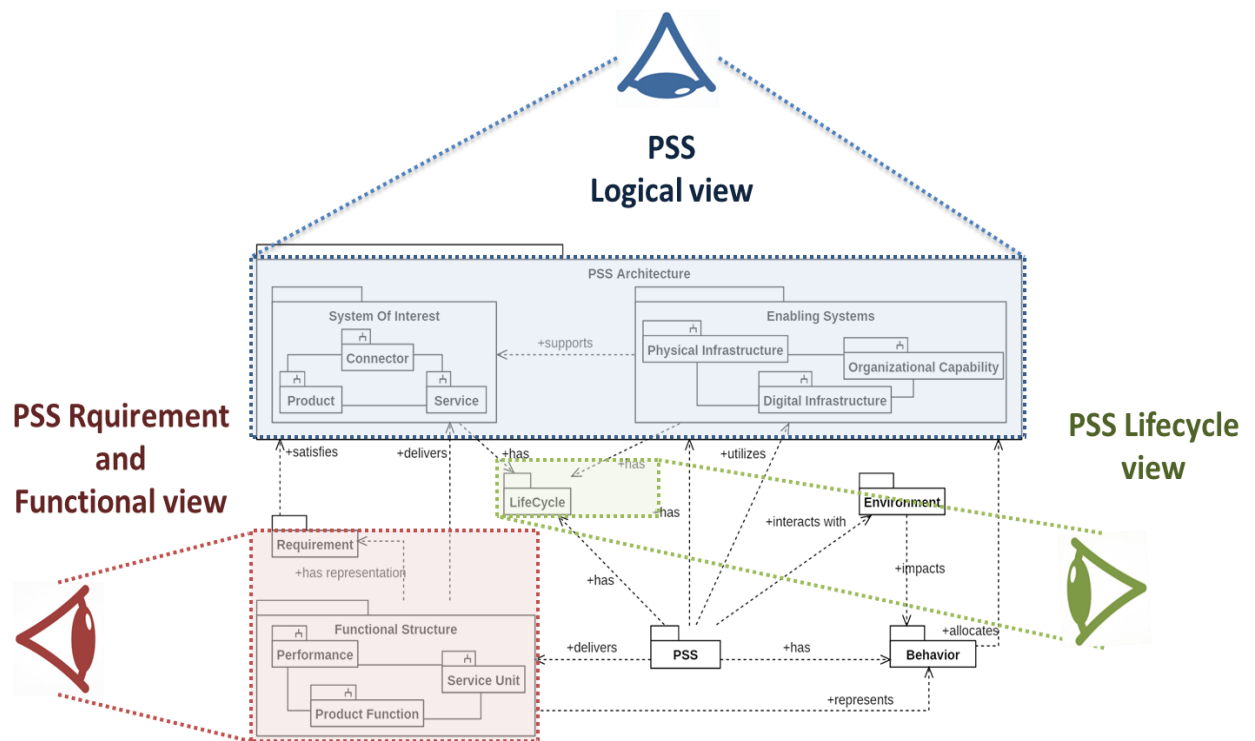 PSS
Logical view
PSS Architecture
System Of Interest
Enabling Systems
Connector
Product
Service
+supports
Physical Infrastructure
Organizational Capability
Digital Infrastructure
PSS Rquirement
and
Functional view
PSS Lifecycle
view
+satisfies
+delivers
+has
+has
+utilizes
LifeCycle
Environment
+has
+interacts with
Requirement
+has representation
+has
+impacts
Functional Structure
+allocates
Performance
Service Unit
Product Function
+delivers
PSS
+has
Behavior
+represents